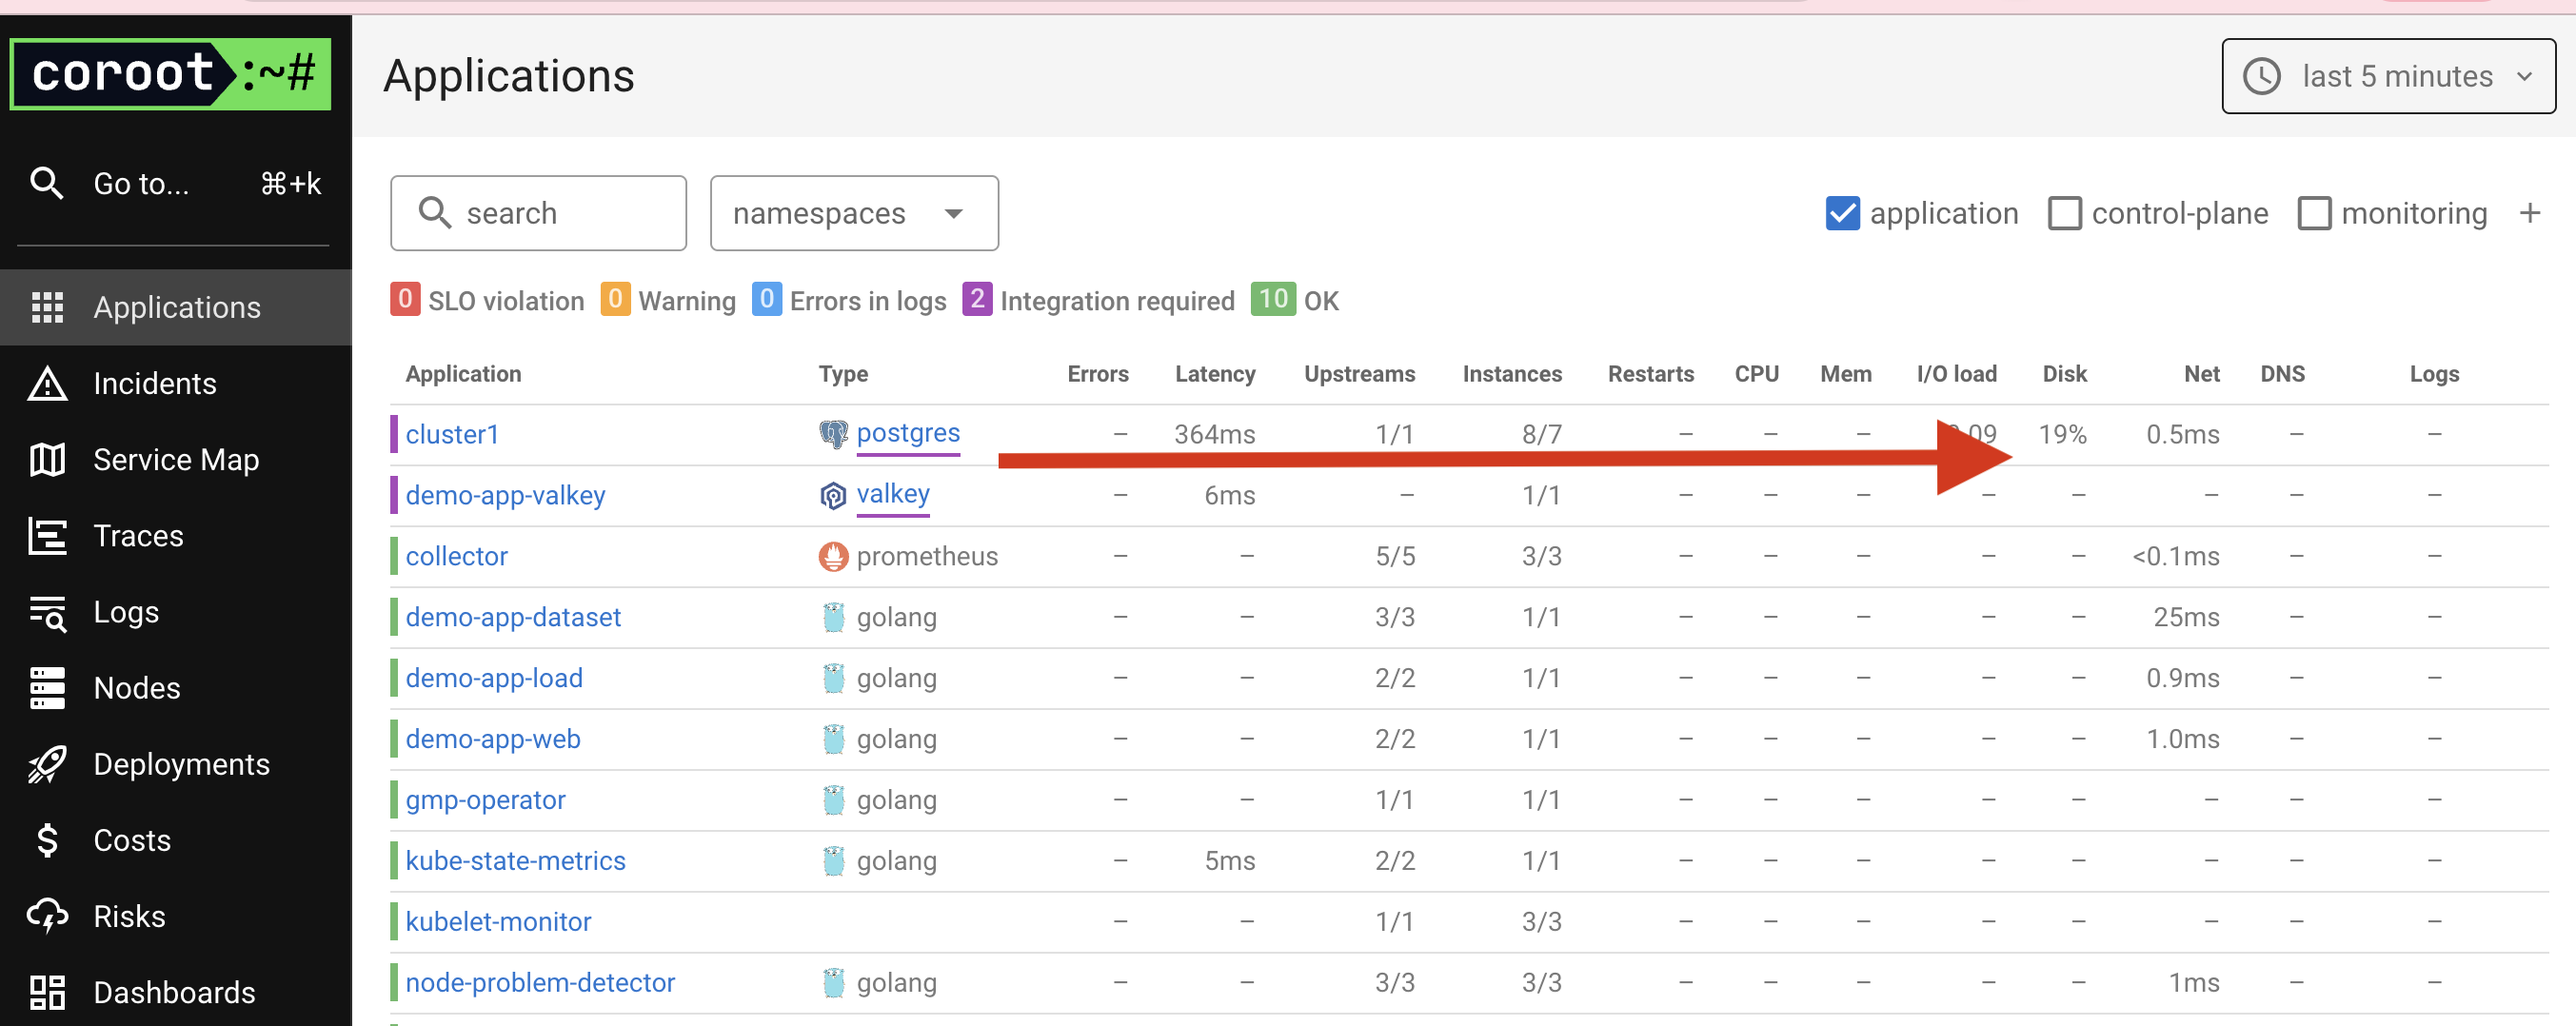 coroot:~#
Applications
last 5 minutes
Go to... ⌘+k
search
namespaces
application
control-plane
monitoring
+
0 SLO violation 0 Warning 0 Errors in logs 2 Integration required 10 OK
Applications
Incidents
Service Map
Traces
Logs
Nodes
Deployments
Costs
Risks
Dashboards
Application Type Errors Latency Upstreams Instances Restarts CPU Mem I/O load Disk Net DNS Logs
cluster1 postgres – 364ms 1/1 8/7 – – – 19% 0.5ms – –
demo-app-valkey valkey – 6ms – 1/1 – – – – – – – –
collector prometheus – – 5/5 3/3 – – – – – <0.1ms – –
demo-app-dataset golang – – 3/3 1/1 – – – – – 25ms – –
demo-app-load golang – – 2/2 1/1 – – – – – 0.9ms – –
demo-app-web golang – – 2/2 1/1 – – – – – 1.0ms – –
gmp-operator golang – – 1/1 1/1 – – – – – – – –
kube-state-metrics golang – 5ms 2/2 1/1 – – – – – – – –
kubelet-monitor – – 1/1 3/3 – – – – – – – –
node-problem-detector golang – – 3/3 3/3 – – – – – 1ms – –